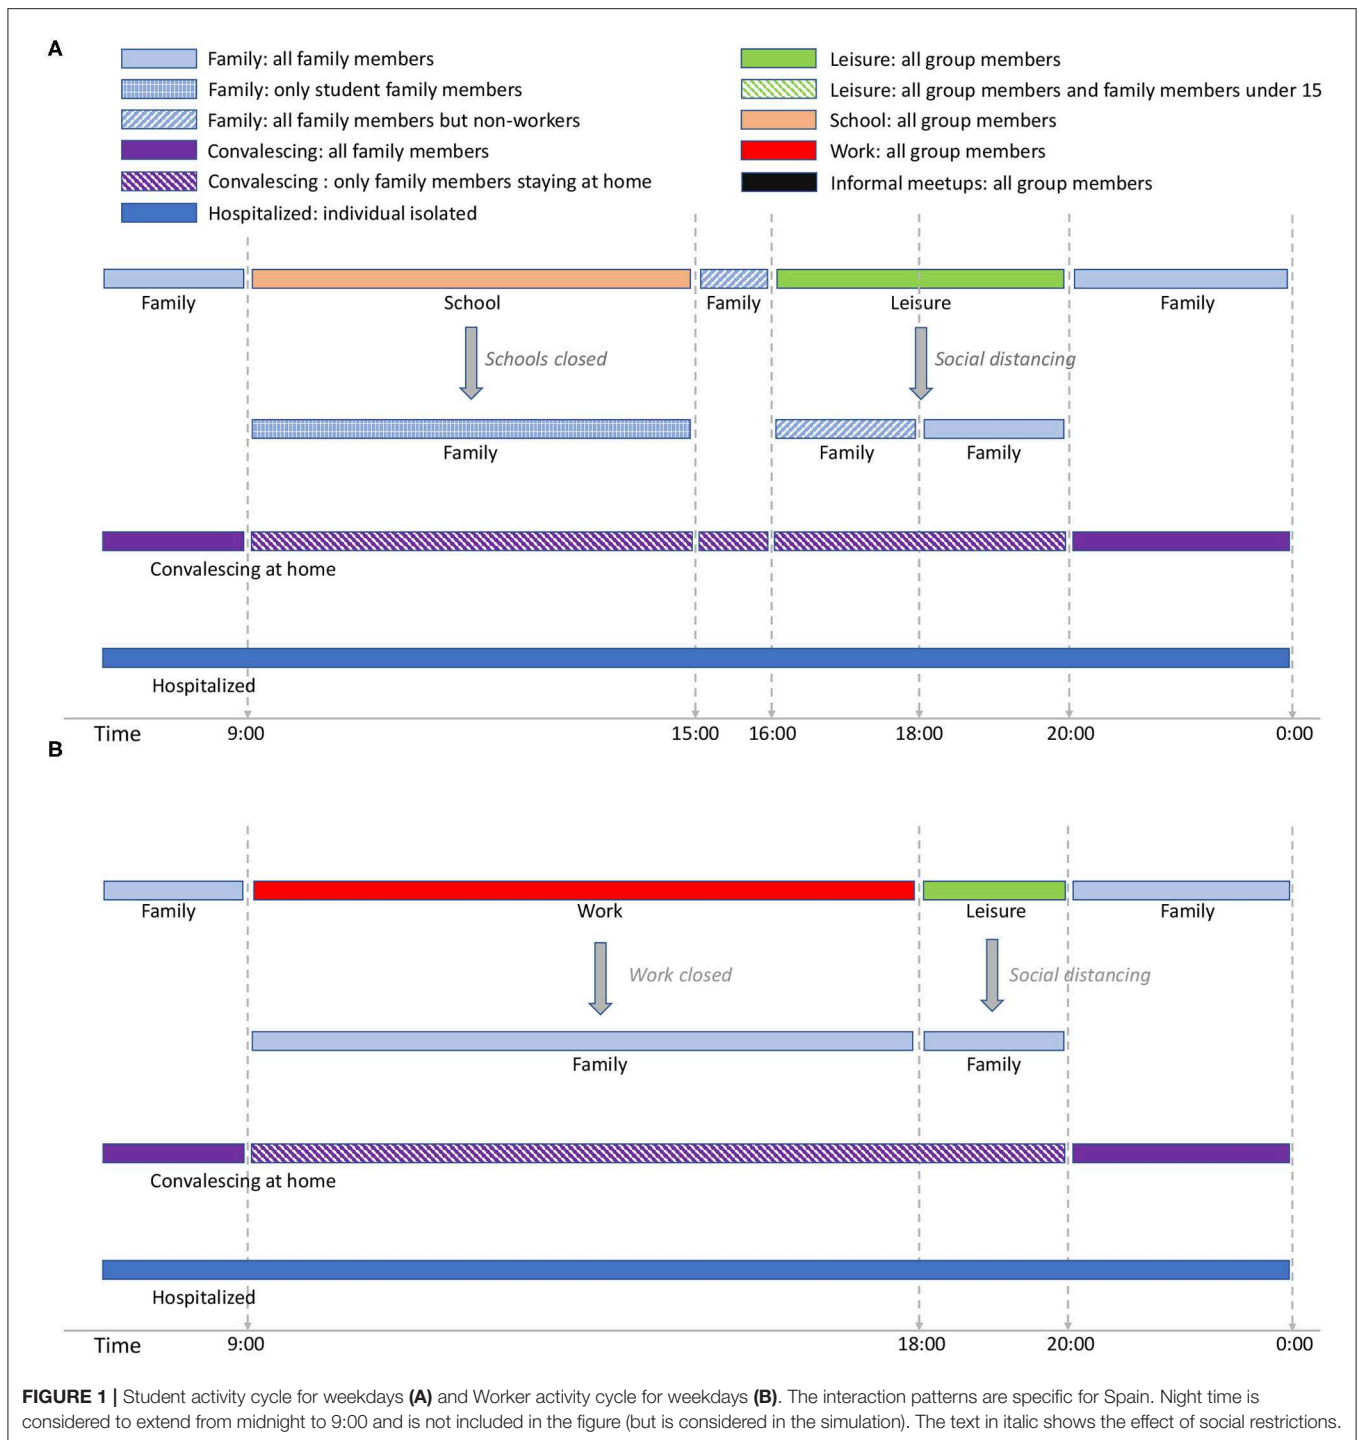 A
Family: all family members
Family: only student family members
Family: all family members but non-workers
Convalescing: all family members
Convalescing : only family members staying at home
Hospitalized: individual isolated
Leisure: all group members
Leisure: all group members and family members under 15
School: all group members
Work: all group members
Informal meetups: all group members
Family School Family Leisure Family
Schools closed Social distancing
Family Family Family
Convalescing at home
Hospitalized
Time 9:00 15:00 16:00 18:00 20:00 0:00
B
Family Work Leisure Family
Work closed Social distancing
Family Family
Convalescing at home
Hospitalized
Time 9:00 18:00 20:00 0:00
FIGURE 1 | Student activity cycle for weekdays (A) and Worker activity cycle for weekdays (B). The interaction patterns are specific for Spain. Night time is
considered to extend from midnight to 9:00 and is not included in the figure (but is considered in the simulation). The text in italic shows the effect of social restrictions.